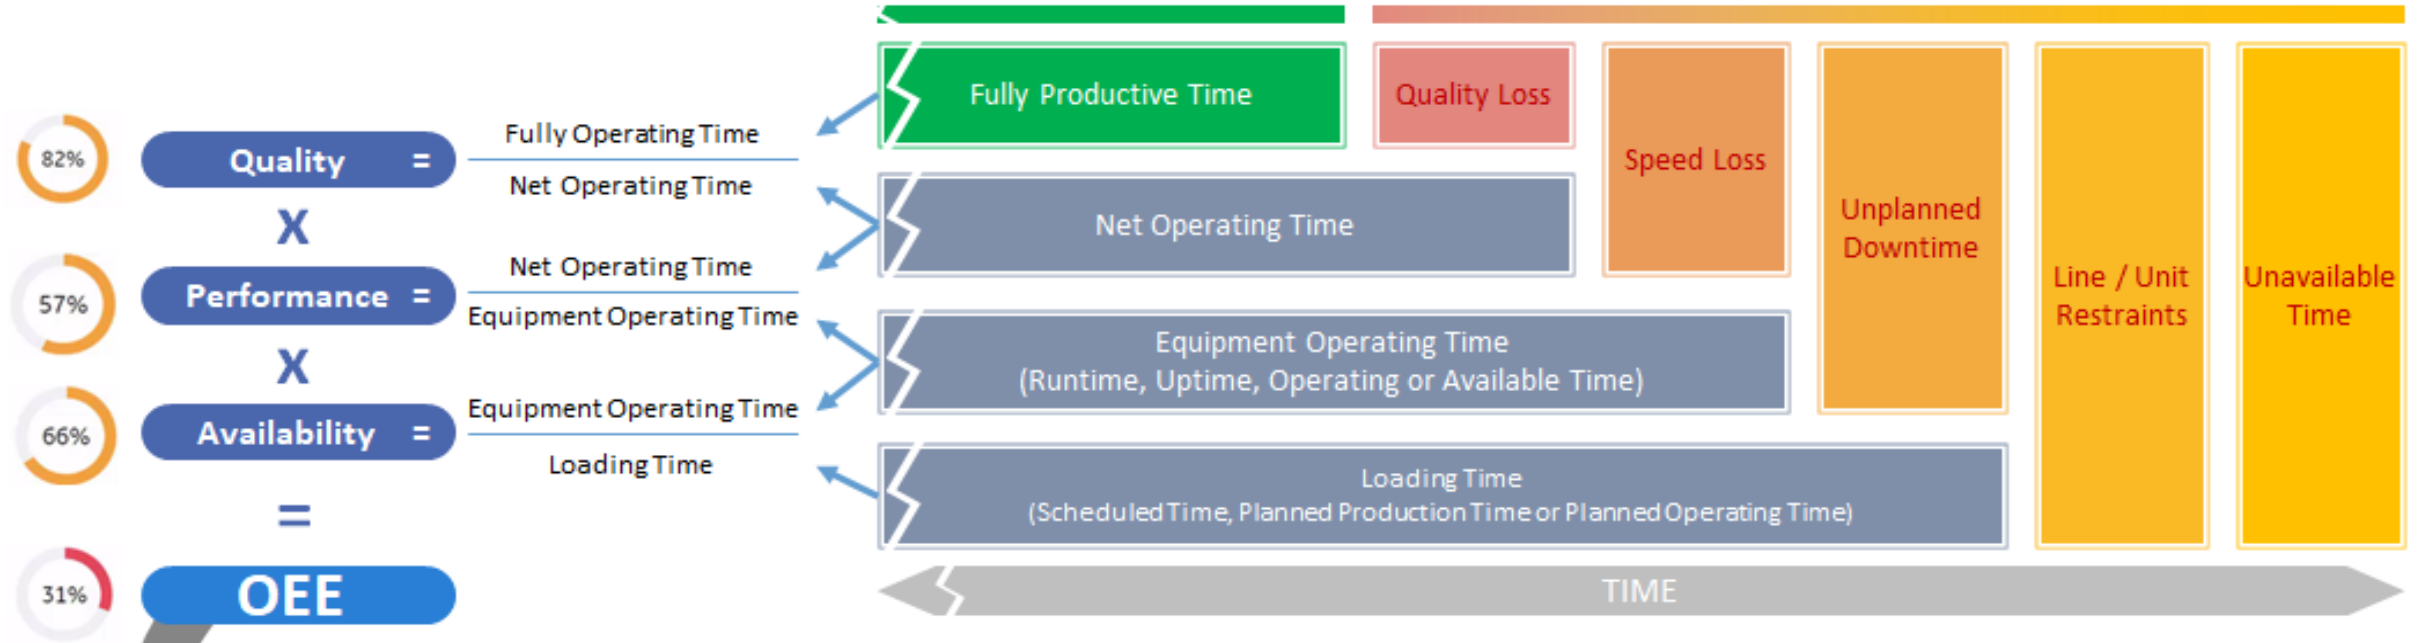 82%
Quality =
Fully Operating Time
Net Operating Time
X
57%
Performance =
Net Operating Time
Equipment Operating Time
X
66%
Availability =
Equipment Operating Time
Loading Time
=
31%
OEE
Fully Productive Time
Quality Loss
Speed Loss
Unplanned
Downtime
Line / Unit
Restraints
Unavailable
Time
Net Operating Time
Equipment Operating Time
(Runtime, Uptime, Operating or Available Time)
Loading Time
(Scheduled Time, Planned Production Time or Planned Operating Time)
TIME